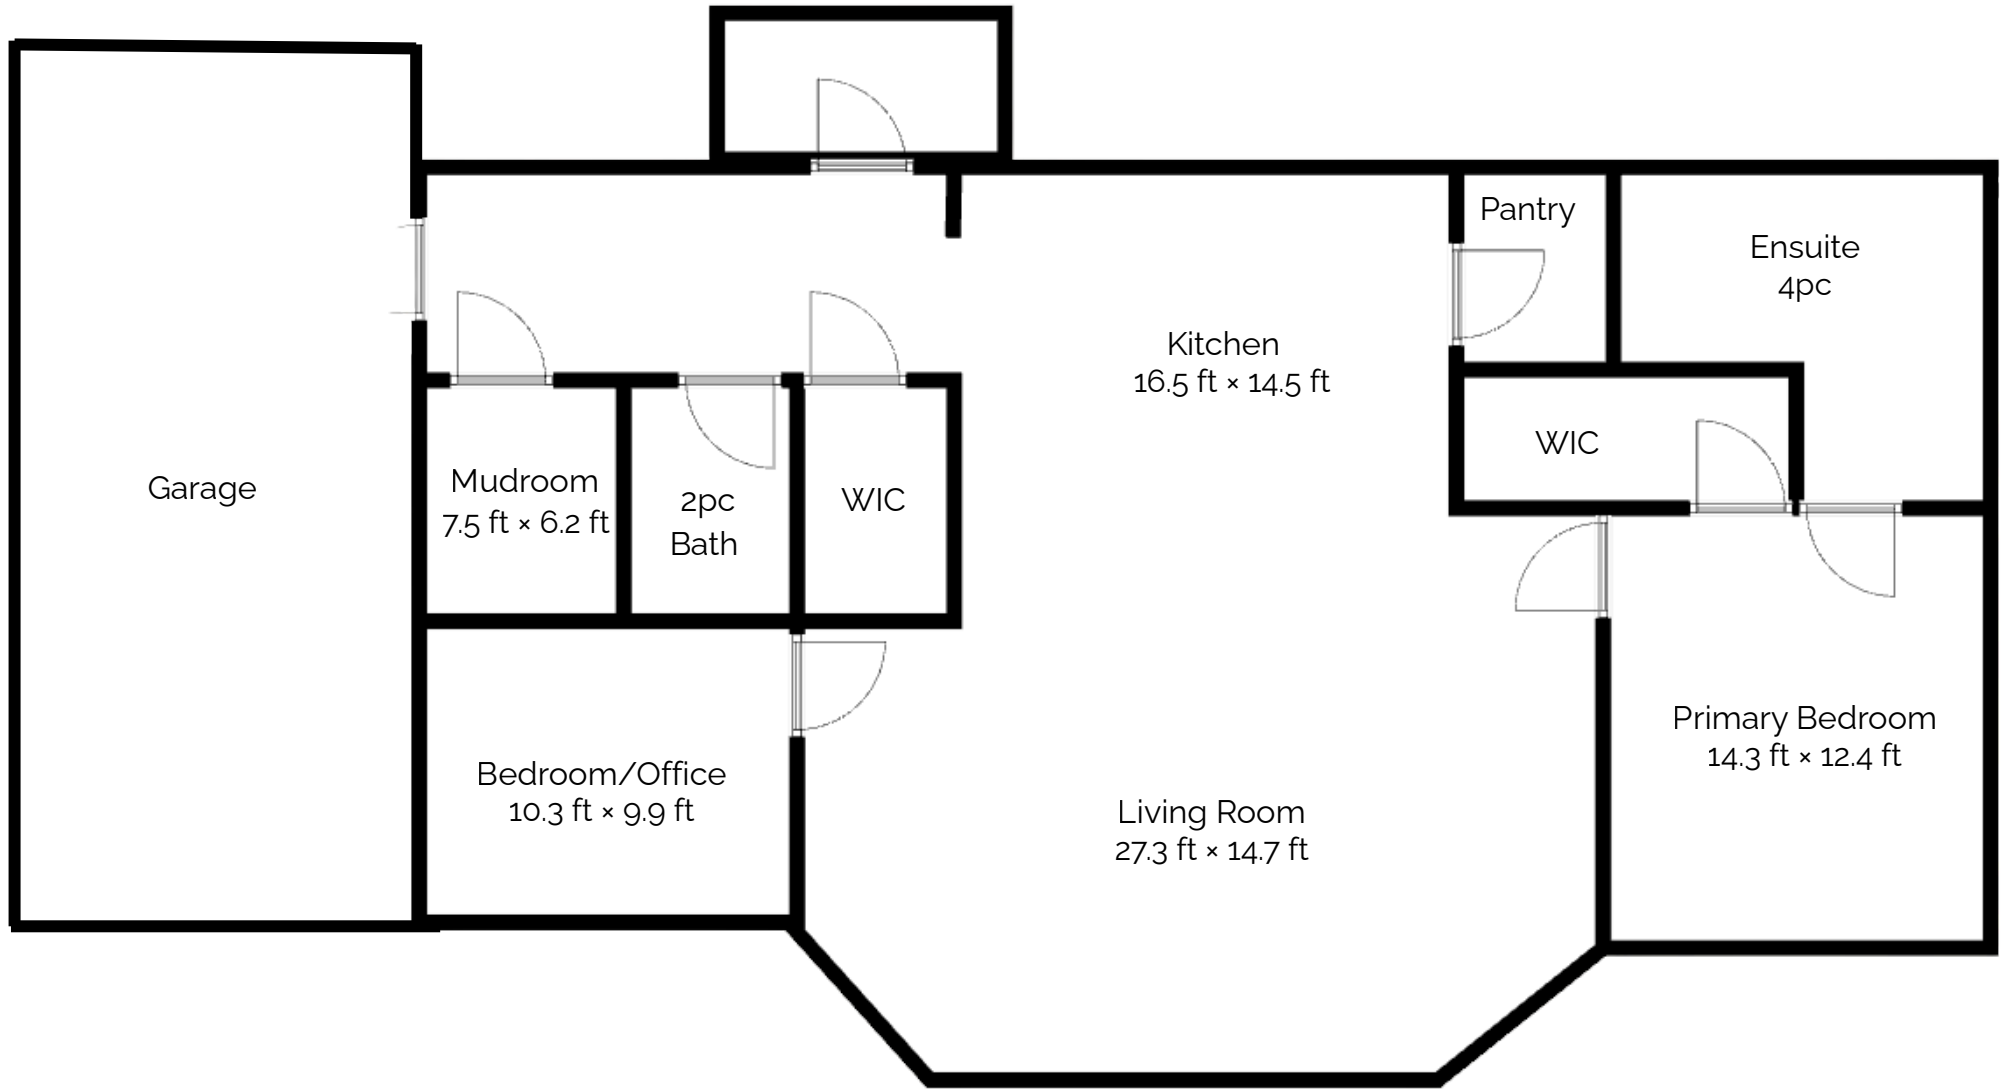 Pantry
Ensuite
4pc
Kitchen
16.5 ft × 14.5 ft
WIC
Garage
Mudroom
7.5 ft × 6.2 ft
2pc
Bath
WIC
Primary Bedroom
14.3 ft × 12.4 ft
Bedroom/Office
10.3 ft × 9.9 ft
Living Room
27.3 ft × 14.7 ft